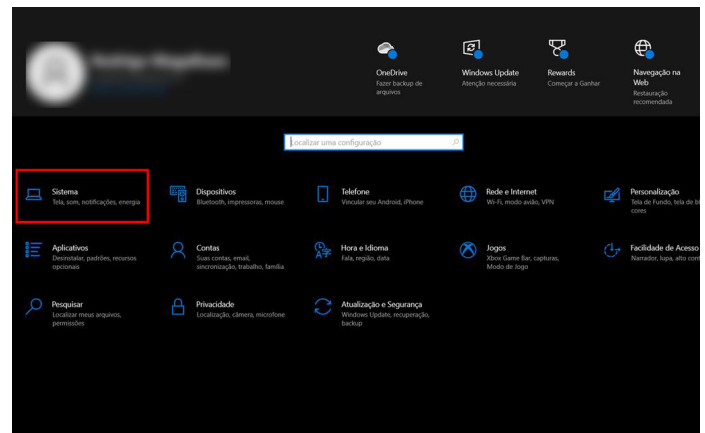 OneDrive
Fazer backup de
arquivos
Windows Update
Atenção necessária
Rewards
Começar a Ganhar
Navegação na
Web
Restauração
recomendada
Localizar uma configuração
Sistema
Tela, som, notificações, energia
Dispositivos
Bluetooth, impressoras, mouse
Telefone
Vincular seu Android, iPhone
Rede e Internet
Wi-Fi, modo avião, VPN
Personalização
Tela de Fundo, tela de bl
cores
Aplicativos
Desinstalar, padrões, recursos
opcionais
Contas
Suas contas, email,
sincronização, trabalho, família
Hora e Idioma
Fala, região, data
Jogos
Xbox Game Bar, capturas,
Modo de Jogo
Facilidade de Acesso
Narrador, lupa, alto cont
Pesquisar
Localizar meus arquivos,
permissões
Privacidade
Localização, câmera, microfone
Atualização e Segurança
Windows Update, recuperação,
backup